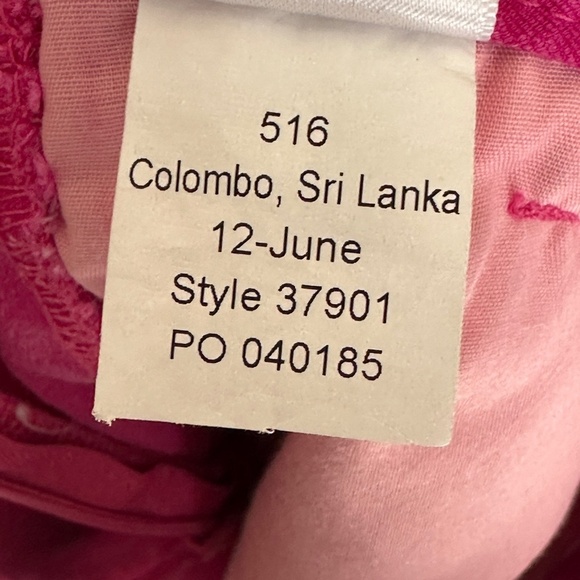 516
Colombo, Sri Lanka
12-June
Style 37901
PO 040185